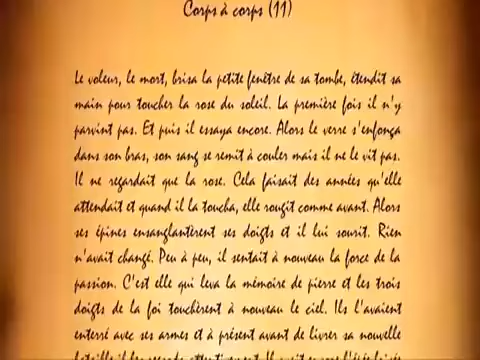 Corps à corps (11)
Le voleur, le mort, brisa la petite fenêtre de sa tombe, étendit sa
main pour toucher la rose du soleil. La première fois il n'y
parvint pas. Et puis il essaya encore. Alors le verre s'enfonça
dans son bras, son sang se remit à couler mais il ne le vit pas.
Il ne regardait que la rose. Cela faisait des années qu'elle
attendait et quand il la toucha, elle rougit comme avant. Alors
ses épines ensanglantèrent ses doigts et il lui sourit. Rien
n'avait changé. Peu à peu, il sentait à nouveau la force de la
passion. C'est elle qui leva la mémoire de pierre et les trois
doigts de la foi touchèrent à nouveau le ciel. Ils l'avaient
enterré avec ses armes et à présent avant de livrer sa nouvelle